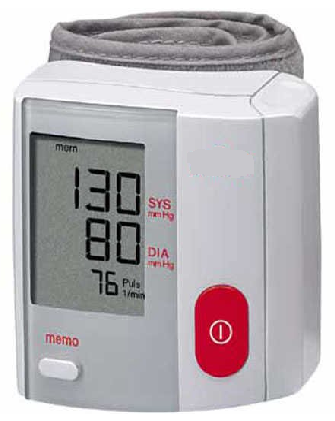 mem
130 SYS
mmHg
80 DIA
mmHg
76 Puls
1/min
memo